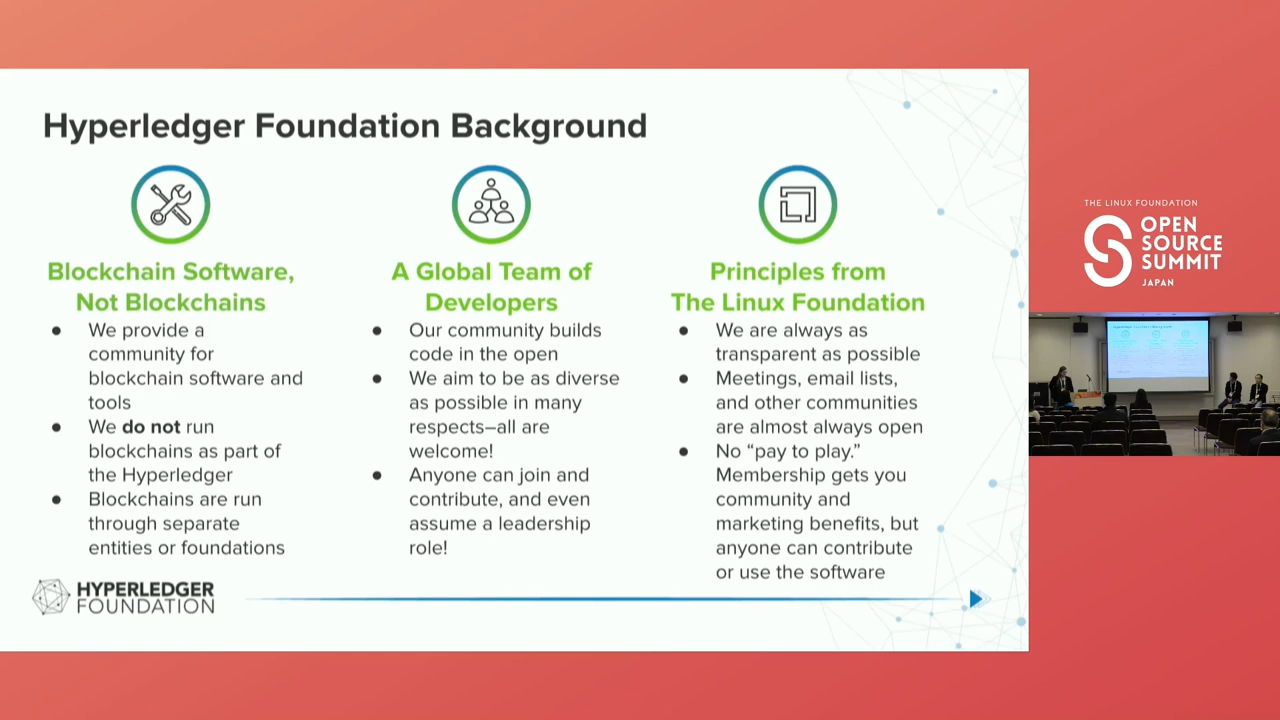 Hyperledger Foundation Background
Blockchain Software,
Not Blockchains
● We provide a
community for
blockchain software and
tools
● We do not run
blockchains as part of
the Hyperledger
● Blockchains are run
through separate
entities or foundations
A Global Team of
Developers
● Our community builds
code in the open
● We aim to be as diverse
as possible in many
respects–all are
welcome!
● Anyone can join and
contribute, and even
assume a leadership
role!
Principles from
The Linux Foundation
● We are always as
transparent as possible
● Meetings, email lists,
and other communities
are almost always open
● No “pay to play.”
Membership gets you
community and
marketing benefits, but
anyone can contribute
or use the software
HYPERLEDGER
FOUNDATION
THE LINUX FOUNDATION
OPEN
SOURCE
SUMMIT
JAPAN